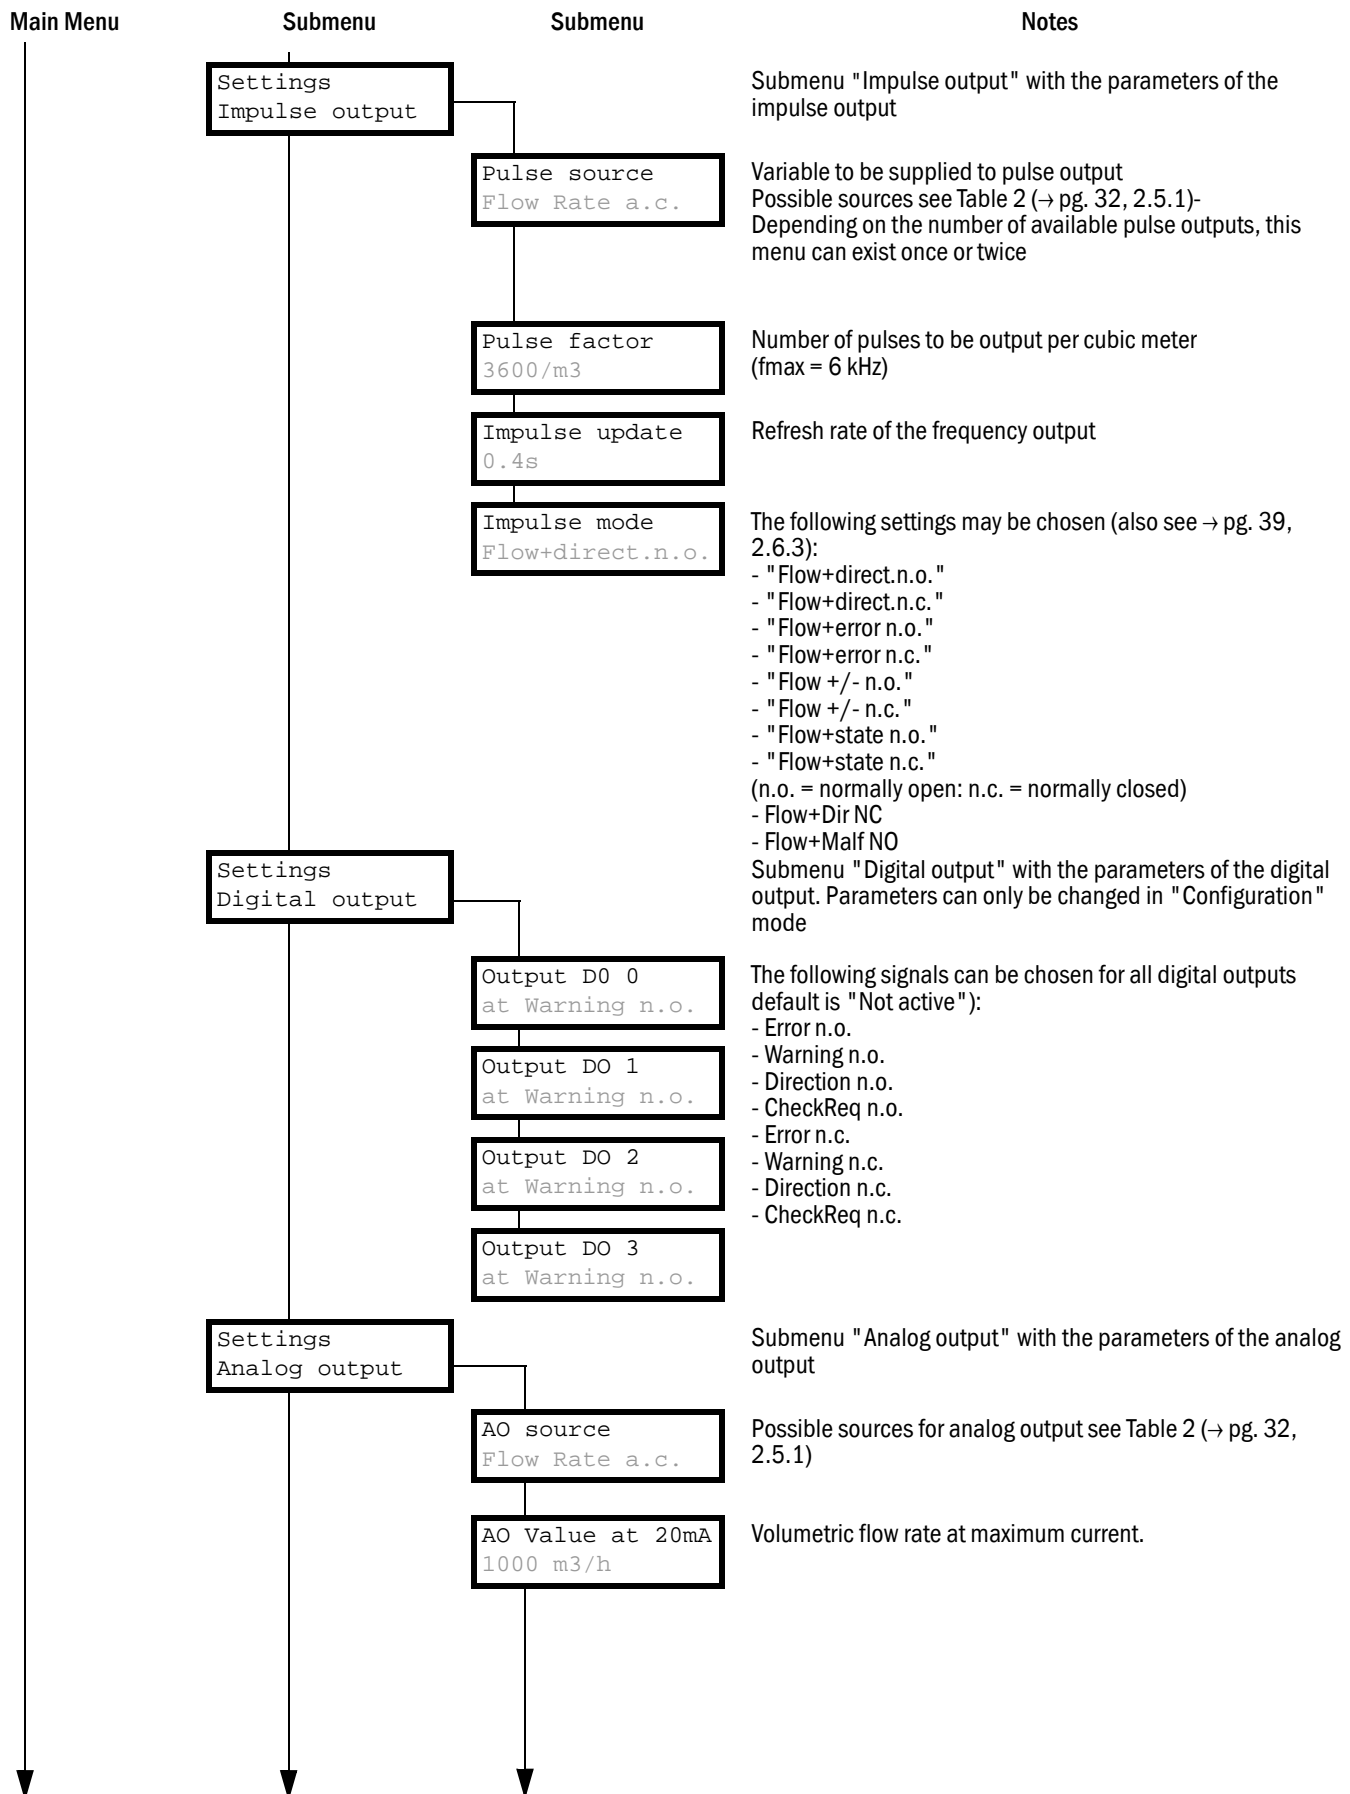 Main Menu Submenu Submenu Notes
Settings
Impulse output
Submenu "Impulse output" with the parameters of the
impulse output
Pulse source
Flow Rate a.c.
Variable to be supplied to pulse output
Possible sources see Table 2 (→ pg. 32, 2.5.1)-
Depending on the number of available pulse outputs, this
menu can exist once or twice
Pulse factor
3600/m3
Number of pulses to be output per cubic meter
(fmax = 6 kHz)
Impulse update
0.4s
Refresh rate of the frequency output
Impulse mode
Flow+direct.n.o.
The following settings may be chosen (also see → pg. 39,
2.6.3):
- "Flow+direct.n.o."
- "Flow+direct.n.c."
- "Flow+error n.o."
- "Flow+error n.c."
- "Flow +/- n.o."
- "Flow +/- n.c."
- "Flow+state n.o."
- "Flow+state n.c."
(n.o. = normally open: n.c. = normally closed)
- Flow+Dir NC
- Flow+Malf NO
Settings
Digital output
Submenu "Digital output" with the parameters of the digital
output. Parameters can only be changed in "Configuration"
mode
Output D0 0
at Warning n.o.
Output DO 1
at Warning n.o.
Output DO 2
at Warning n.o.
Output DO 3
at Warning n.o.
The following signals can be chosen for all digital outputs
default is "Not active"):
- Error n.o.
- Warning n.o.
- Direction n.o.
- CheckReq n.o.
- Error n.c.
- Warning n.c.
- Direction n.c.
- CheckReq n.c.
Settings
Analog output
Submenu "Analog output" with the parameters of the analog
output
AO source
Flow Rate a.c.
Possible sources for analog output see Table 2 (→ pg. 32,
2.5.1)
AO Value at 20mA
1000 m3/h
Volumetric flow rate at maximum current.